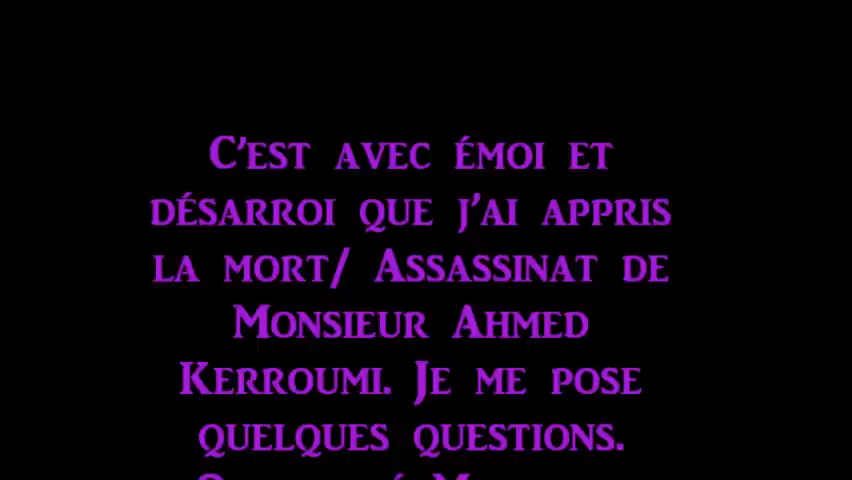 C'est avec émoi et
désarroi que j'ai appris
la mort/ Assassinat de
Monsieur Ahmed
Kerroumi. Je me pose
quelques questions.